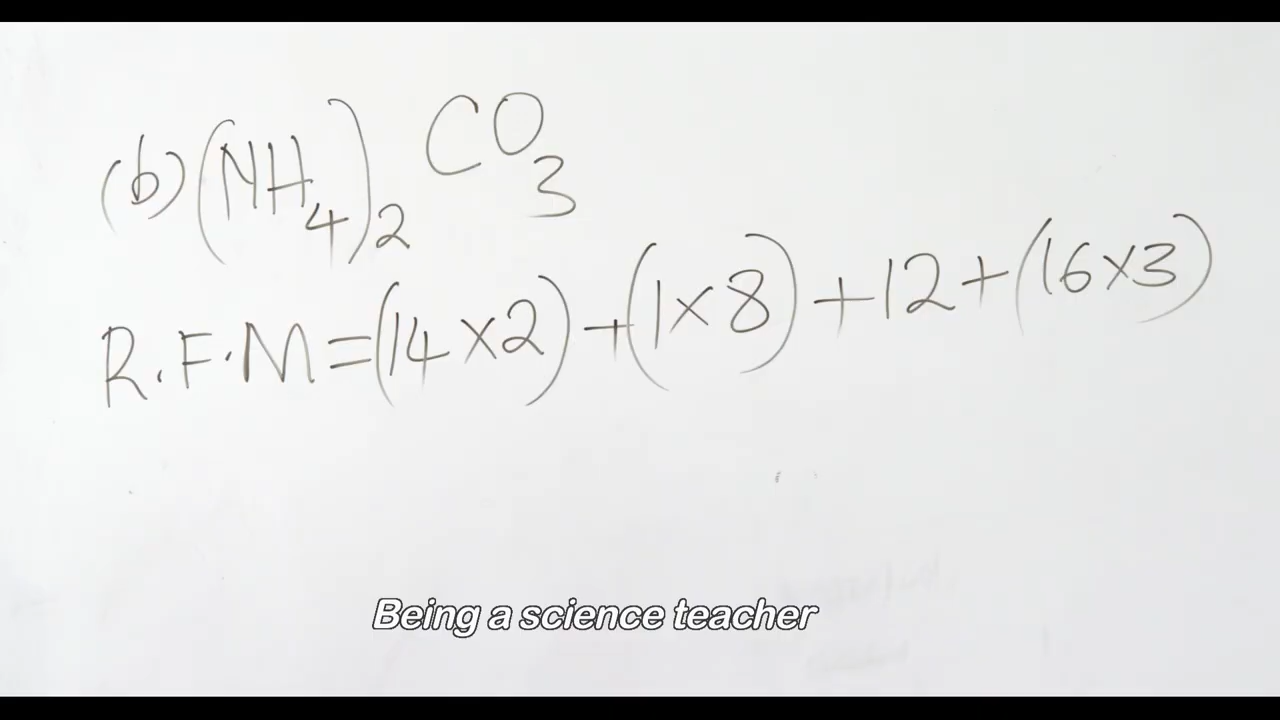 (b) (NH₄)₂ CO₃
R.F.M = (14 × 2) + (1 × 8) + 12 + (16 × 3)
Being a science teacher